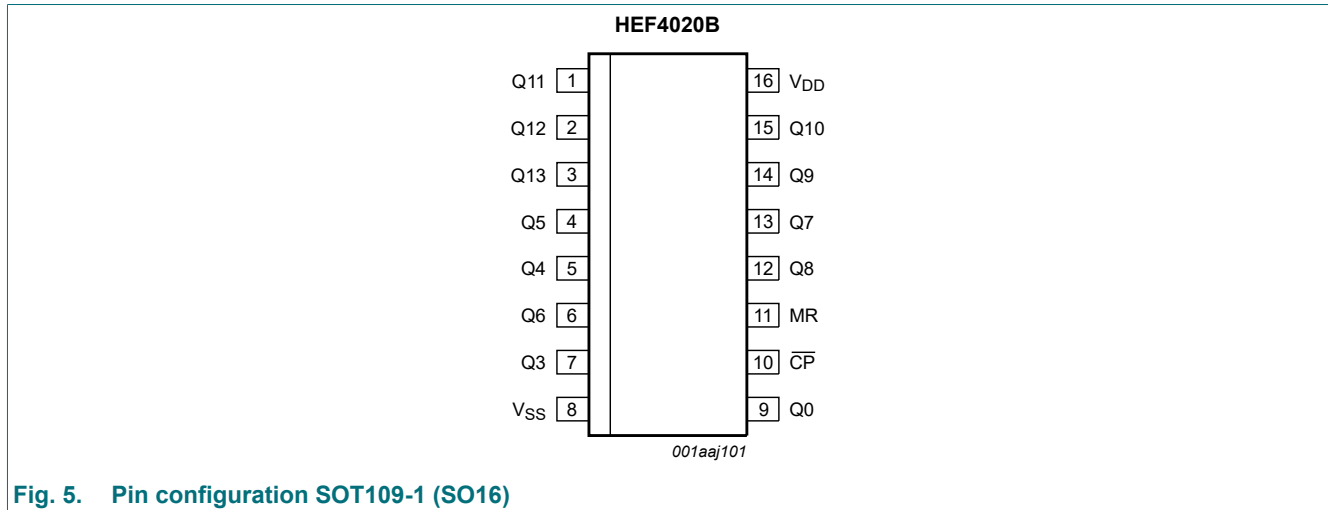 HEF4020B
Q11 1 16 VDD
Q12 2 15 Q10
Q13 3 14 Q9
Q5 4 13 Q7
Q4 5 12 Q8
Q6 6 11 MR
Q3 7 10 C̅P̅
VSS 8 9 Q0
001aaj101
Fig. 5. Pin configuration SOT109-1 (SO16)